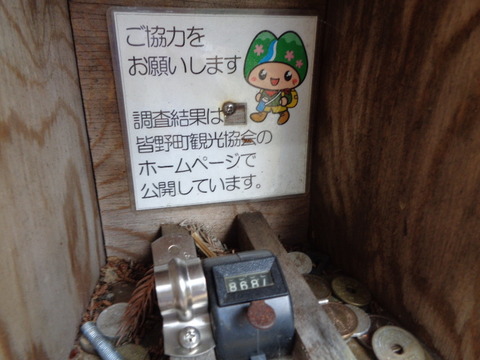 ご協力を
お願いします
調査結果は
皆野町観光協会の
ホームページで
公開しています。